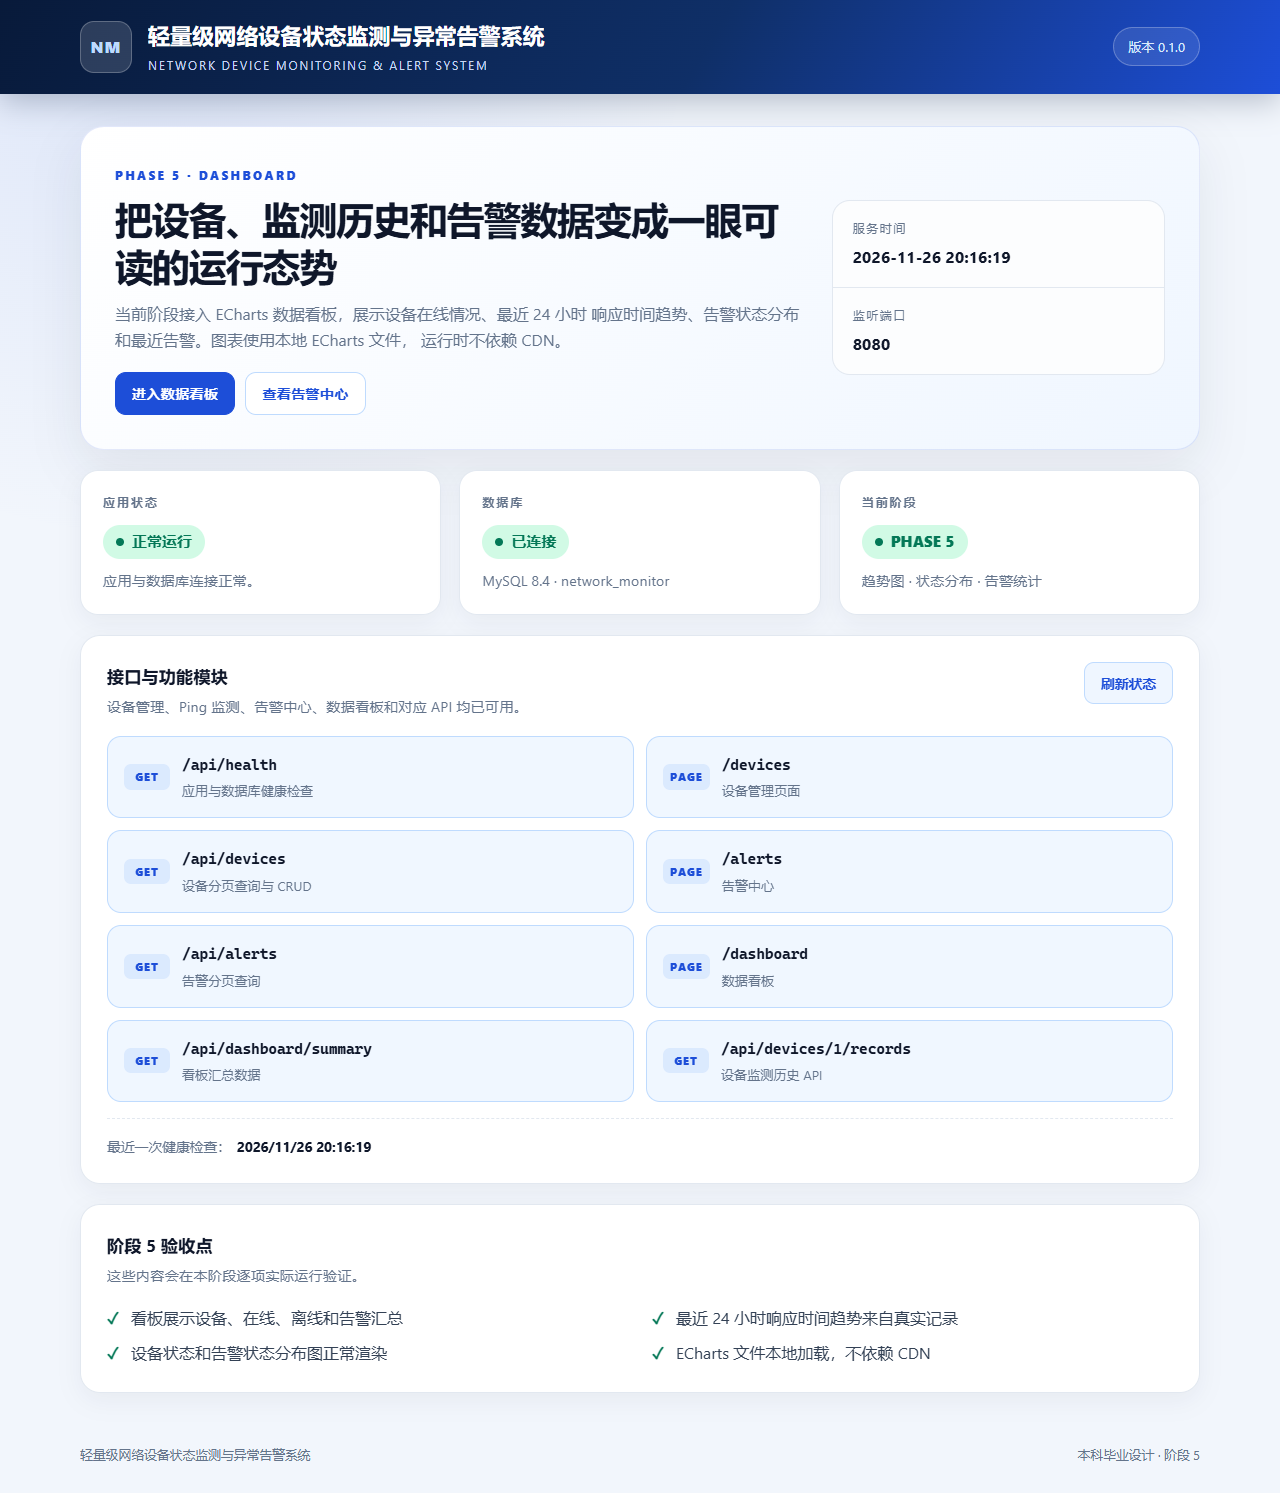 NM
轻量级网络设备状态监测与异常告警系统
NETWORK DEVICE MONITORING & ALERT SYSTEM
版本 0.1.0
PHASE 5 · DASHBOARD
把设备、监测历史和告警数据变成一眼可
读的运行态势
当前阶段接入 ECharts 数据看板，展示设备在线情况、最近 24 小时 响应时间趋势、告警状态分布
和最近告警。图表使用本地 ECharts 文件， 运行时不依赖 CDN。
进入数据看板
查看告警中心
服务时间
2026-11-26 20:16:19
监听端口
8080
应用状态
正常运行
应用与数据库连接正常。
数据库
已连接
MySQL 8.4 · network_monitor
当前阶段
PHASE 5
趋势图 · 状态分布 · 告警统计
接口与功能模块
设备管理、Ping 监测、告警中心、数据看板和对应 API 均已可用。
刷新状态
GET
/api/health
应用与数据库健康检查
PAGE
/devices
设备管理页面
GET
/api/devices
设备分页查询与 CRUD
PAGE
/alerts
告警中心
GET
/api/alerts
告警分页查询
PAGE
/dashboard
数据看板
GET
/api/dashboard/summary
看板汇总数据
GET
/api/devices/1/records
设备监测历史 API
最近一次健康检查： 2026/11/26 20:16:19
阶段 5 验收点
这些内容会在本阶段逐项实际运行验证。
✓ 看板展示设备、在线、离线和告警汇总
✓ 最近 24 小时响应时间趋势来自真实记录
✓ 设备状态和告警状态分布图正常渲染
✓ ECharts 文件本地加载，不依赖 CDN
轻量级网络设备状态监测与异常告警系统
本科毕业设计 · 阶段 5